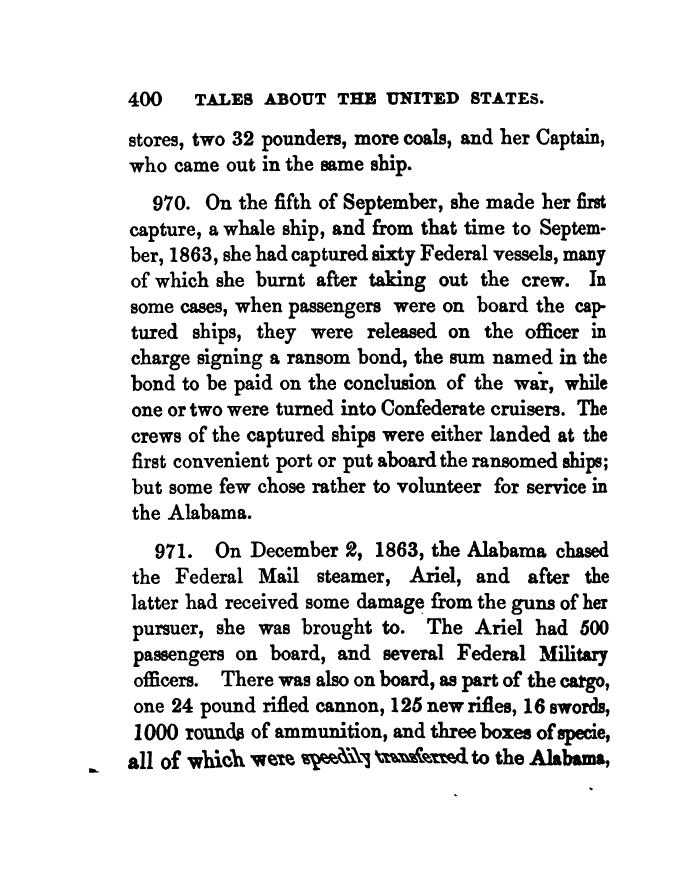 400 TALES ABOUT THE UNITED STATES.
stores, two 32 pounders, more coals, and her Captain,
who came out in the same ship.
970. On the fifth of September, she made her first
capture, a whale ship, and from that time to Septem-
ber, 1863, she had captured sixty Federal vessels, many
of which she burnt after taking out the crew. In
some cases, when passengers were on board the cap-
tured ships, they were released on the officer in
charge signing a ransom bond, the sum named in the
bond to be paid on the conclusion of the war, while
one or two were turned into Confederate cruisers. The
crews of the captured ships were either landed at the
first convenient port or put aboard the ransomed ships;
but some few chose rather to volunteer for service in
the Alabama.
971. On December 2, 1863, the Alabama chased
the Federal Mail steamer, Ariel, and after the
latter had received some damage from the guns of her
pursuer, she was brought to. The Ariel had 500
passengers on board, and several Federal Military
officers. There was also on board, as part of the cargo,
one 24 pound rifled cannon, 125 new rifles, 16 swords,
1000 rounds of ammunition, and three boxes of specie,
all of which were speedily transferred to the Alabama,